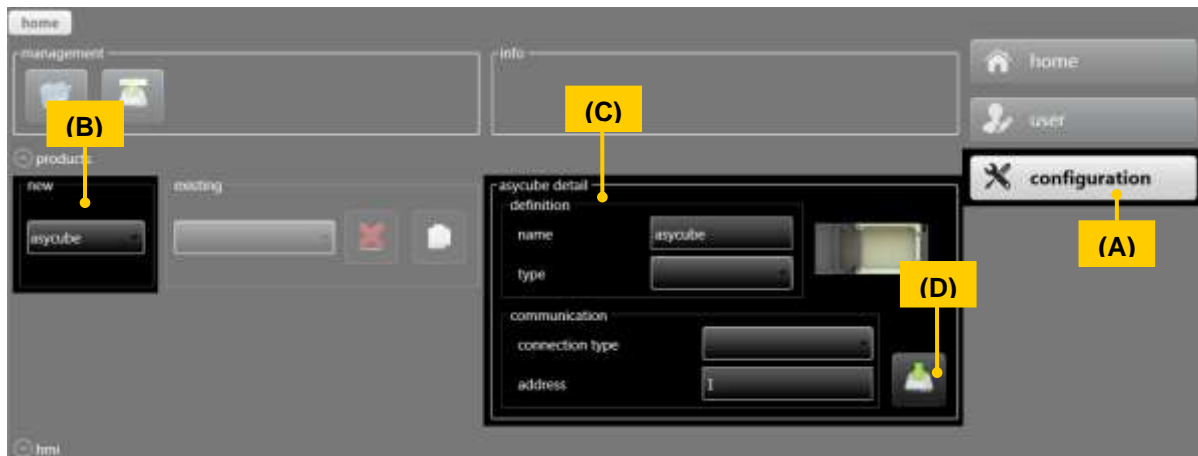 home
management
info
home
(C)
(B)
user
products
new
existing
asycube detail
configuration
definition
asycube
name
asycube
(A)
type
(D)
communication
connection type
address
I
hmi